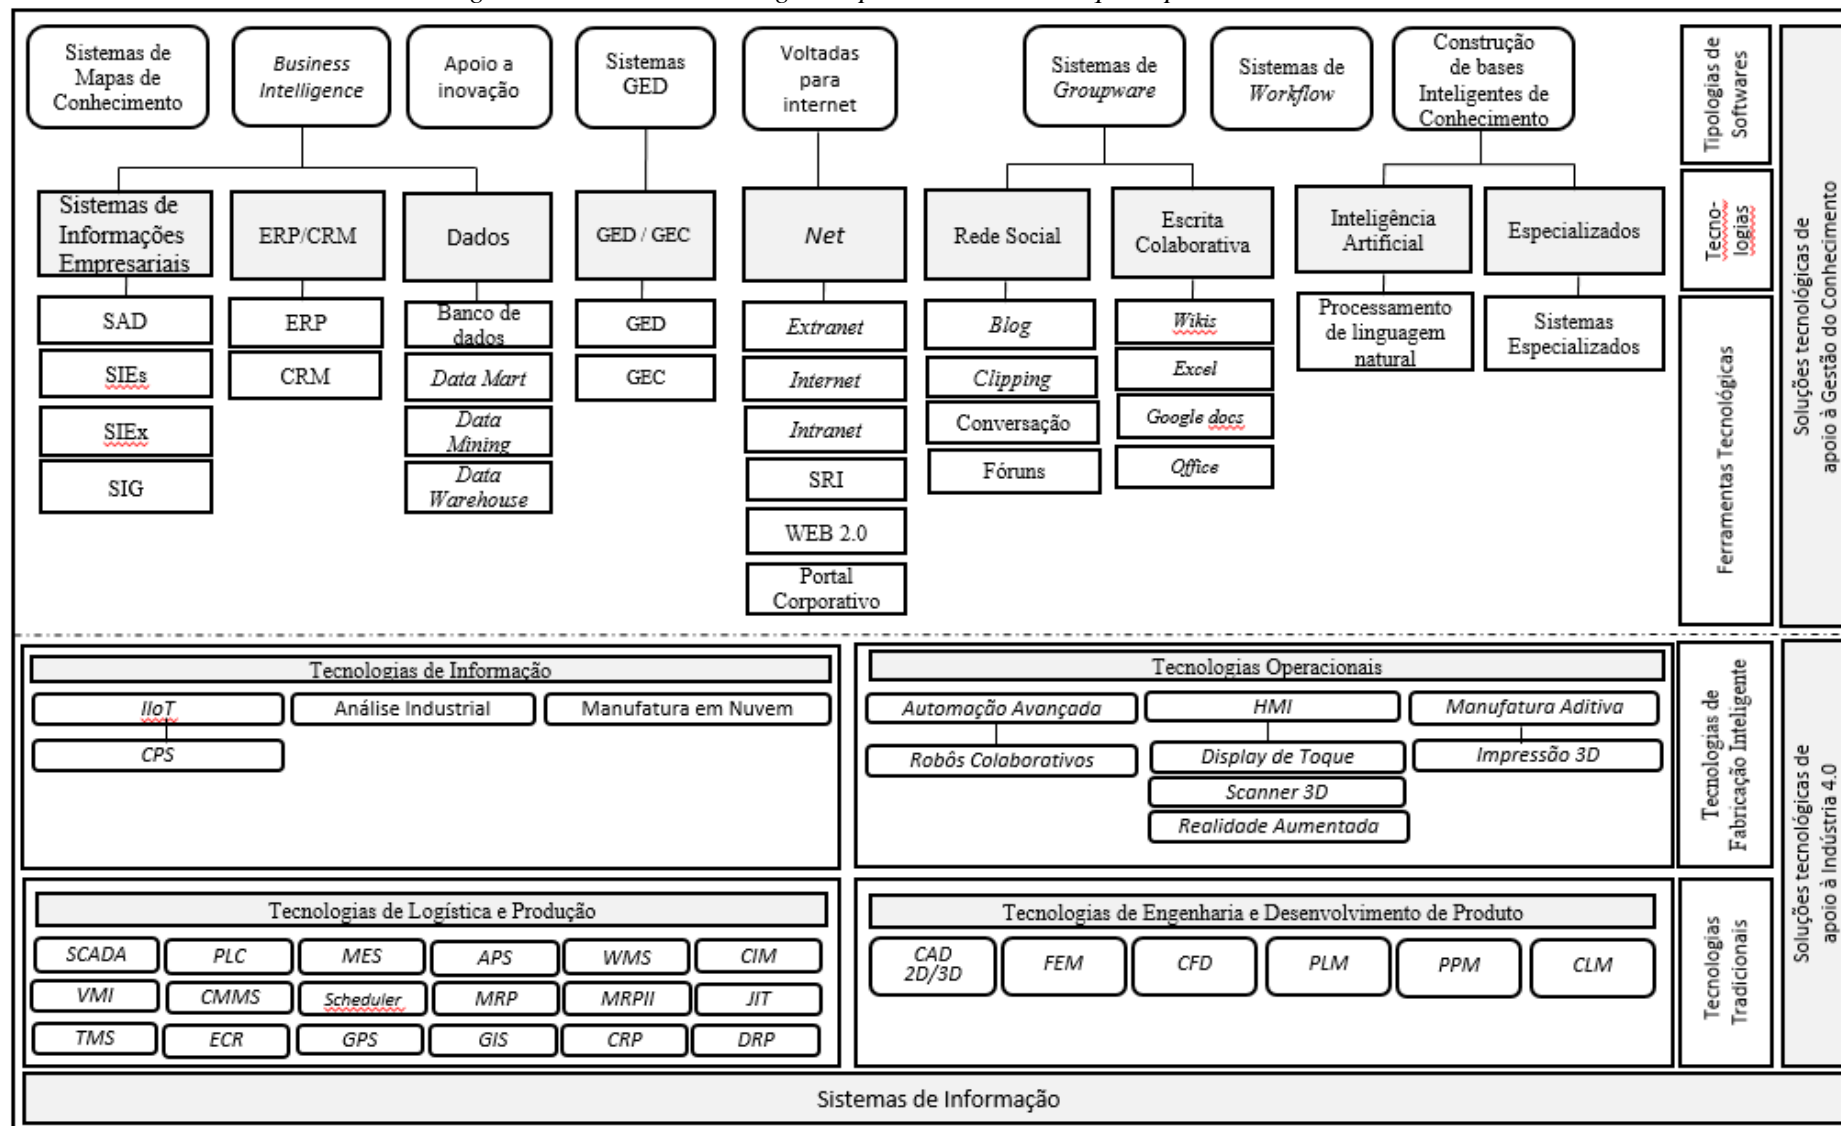 Sistemas de
Mapas de
Conhecimento
Business
Intelligence
Apoio a
inovação
Sistemas
GED
Voltadas
para
internet
Sistemas de
Groupware
Sistemas de
Workflow
Construção
de bases
Inteligentes de
Conhecimento
Tipologias de
Softwares
Sistemas de
Informações
Empresariais
ERP/CRM
Dados
GED / GEC
Net
Rede Social
Escrita
Colaborativa
Inteligência
Artificial
Especializados
Tecno-
logias
SAD
SIEs
SIEx
SIG
ERP
CRM
Banco de
dados
Data Mart
Data
Mining
Data
Warehouse
GED
GEC
Extranet
Internet
Intranet
SRI
WEB 2.0
Portal
Corporativo
Blog
Clipping
Conversação
Fóruns
Wikis
Excel
Google docs
Office
Processamento
de linguagem
natural
Sistemas
Especializados
Ferramentas Tecnológicas
Soluções tecnológicas de
apoio à Gestão do Conhecimento
Tecnologias de Informação
IIoT
Análise Industrial
Manufatura em Nuvem
CPS
Tecnologias Operacionais
Automação Avançada
HMI
Manufatura Aditiva
Robôs Colaborativos
Display de Toque
Impressão 3D
Scanner 3D
Realidade Aumentada
Tecnologias de
Fabricação Inteligente
Tecnologias de Logística e Produção
SCADA
PLC
MES
APS
WMS
CIM
VMI
CMMS
Scheduler
MRP
MRPII
JIT
TMS
ECR
GPS
GIS
CRP
DRP
Tecnologias de Engenharia e Desenvolvimento de Produto
CAD
2D/3D
FEM
CFD
PLM
PPM
CLM
Tecnologias
Tradicionais
Soluções tecnológicas de
apoio à Indústria 4.0
Sistemas de Informação